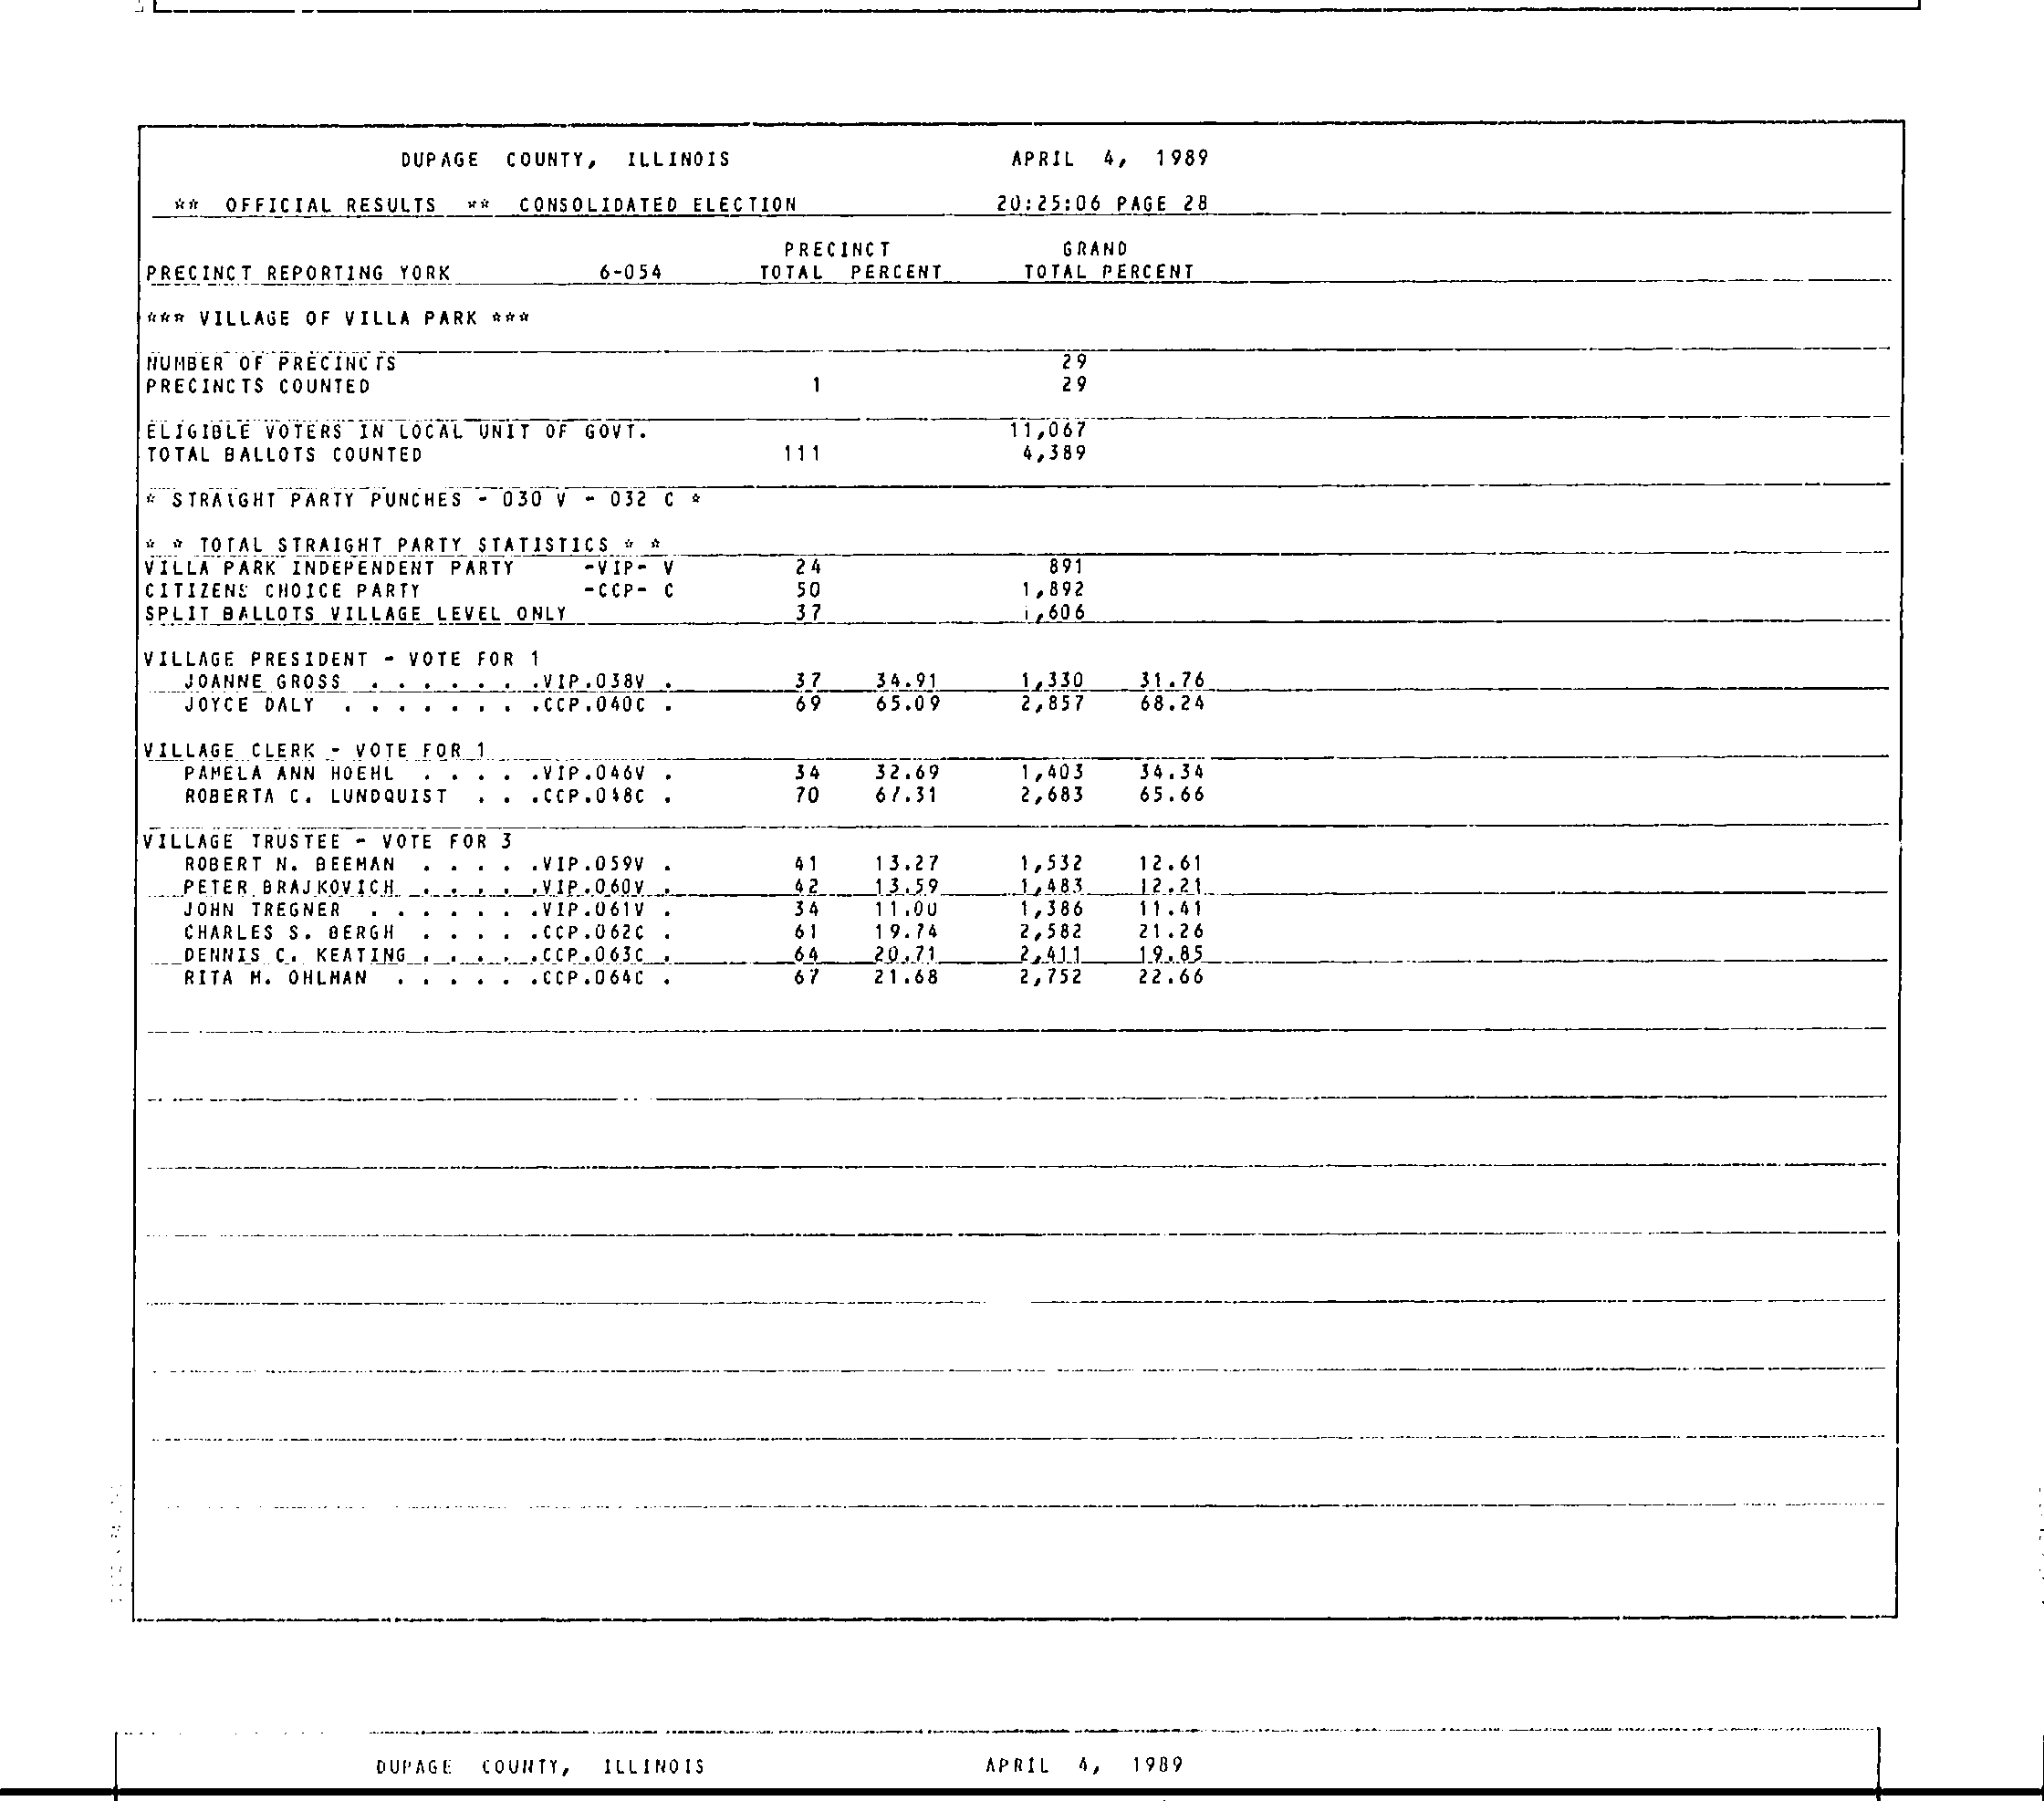 DUPAGE COUNTY, ILLINOIS APRIL 4, 1989
** OFFICIAL RESULTS ** CONSOLIDATED ELECTION 20:25:06 PAGE 28
PRECINCT GRAND
PRECINCT REPORTING YORK 6-054 TOTAL PERCENT TOTAL PERCENT
*** VILLAGE OF VILLA PARK ***
NUMBER OF PRECINCTS 29
PRECINCTS COUNTED 1 29
ELIGIBLE VOTERS IN LOCAL UNIT OF GOVT. 11,067
TOTAL BALLOTS COUNTED 111 4,389
* STRAIGHT PARTY PUNCHES - 030 V - 032 C *
* * TOTAL STRAIGHT PARTY STATISTICS * *
VILLA PARK INDEPENDENT PARTY -VIP- V 24 891
CITIZENS CHOICE PARTY -CCP- C 50 1,892
SPLIT BALLOTS VILLAGE LEVEL ONLY 37 1,606
VILLAGE PRESIDENT - VOTE FOR 1
JOANNE GROSS . . . . . . .VIP.038V . 37 34.91 1,330 31.76
JOYCE DALY . . . . . . . .CCP.040C . 69 65.09 2,857 68.24
VILLAGE CLERK - VOTE FOR 1
PAMELA ANN HOEHL . . . . .VIP.046V . 34 32.69 1,403 34.34
ROBERTA C. LUNDQUIST . . .CCP.048C . 70 67.31 2,683 65.66
VILLAGE TRUSTEE - VOTE FOR 3
ROBERT N. BEEMAN . . . . .VIP.059V . 41 13.27 1,532 12.61
PETER BRAJKOVICH . . . . .VIP.060V . 42 13.59 1,483 12.21
JOHN TREGNER . . . . . . .VIP.061V . 34 11.00 1,386 11.41
CHARLES S. BERGH . . . . .CCP.062C . 61 19.74 2,582 21.26
DENNIS C. KEATING . . . . .CCP.063C . 64 20.71 2,411 19.85
RITA M. OHLMAN . . . . . .CCP.064C . 67 21.68 2,752 22.66
DUPAGE COUNTY, ILLINOIS APRIL 4, 1989